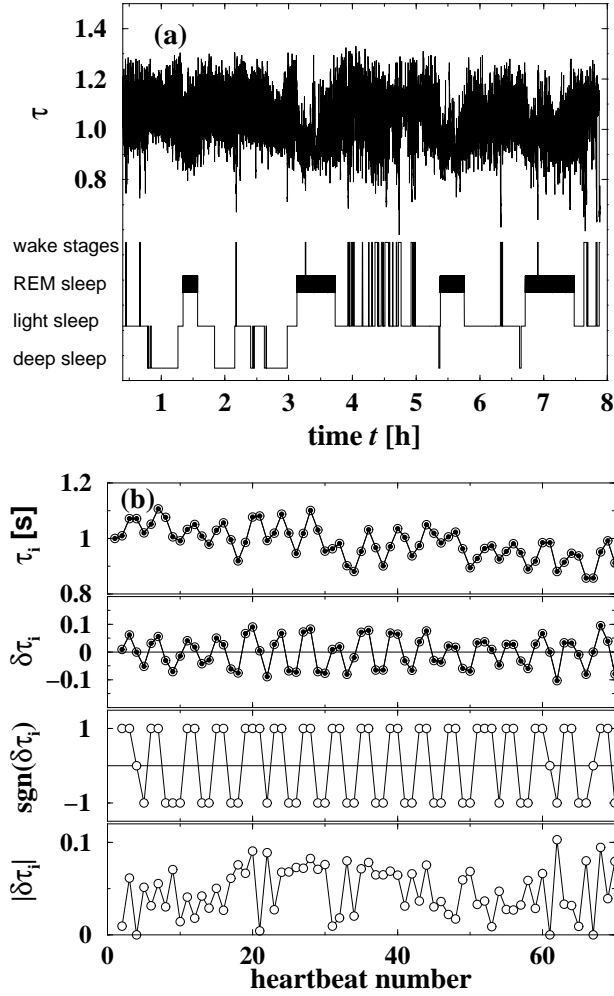 1.4
(a)
1.2
1.0
0.8
τ
wake stages
REM sleep
light sleep
deep sleep
1 2 3 4 5 6 7 8
time t [h]
1.2
(b)
1
0.8
τi [s]
0.1
0
−0.1
δτi
1
−1
sgn(δτi)
0.1
0
|δτi|
0 20 40 60
heartbeat number